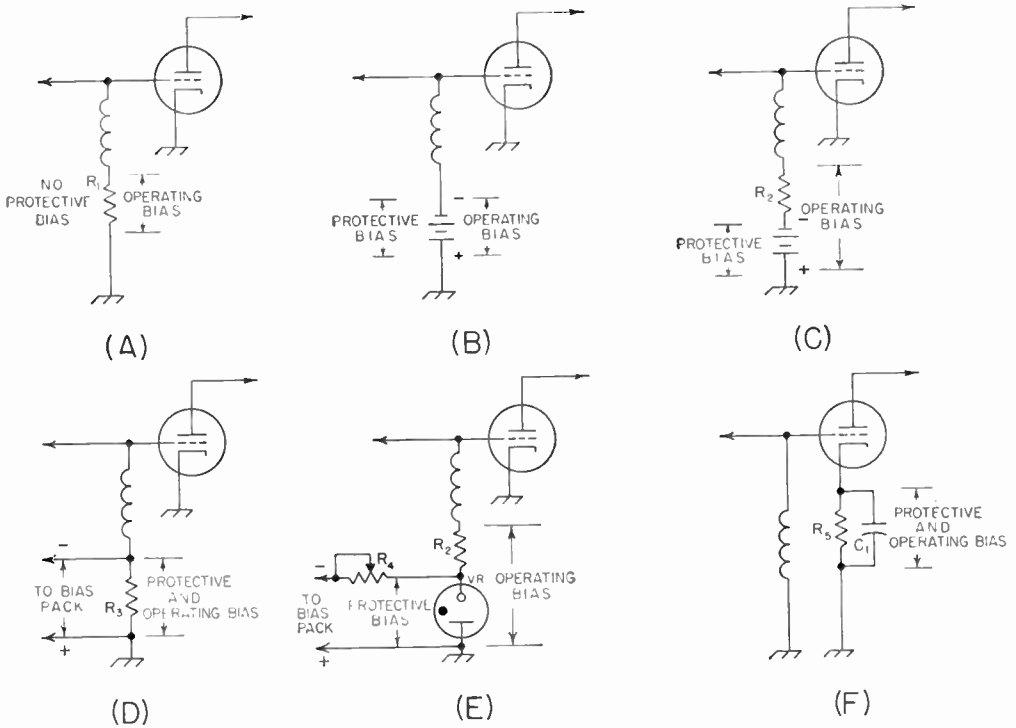 NO
PROTECTIVE
BIAS
R1
OPERATING
BIAS
(A)
PROTECTIVE
BIAS
-
+
OPERATING
BIAS
(B)
R2
PROTECTIVE
BIAS
-
+
OPERATING
BIAS
(C)
-
TO BIAS
PACK
+
R3
PROTECTIVE
AND
OPERATING BIAS
(D)
R2
-
R4
TO
BIAS
PACK
+
PROTECTIVE
BIAS
VR
OPERATING
BIAS
(E)
R5
C1
PROTECTIVE
AND
OPERATING BIAS
(F)